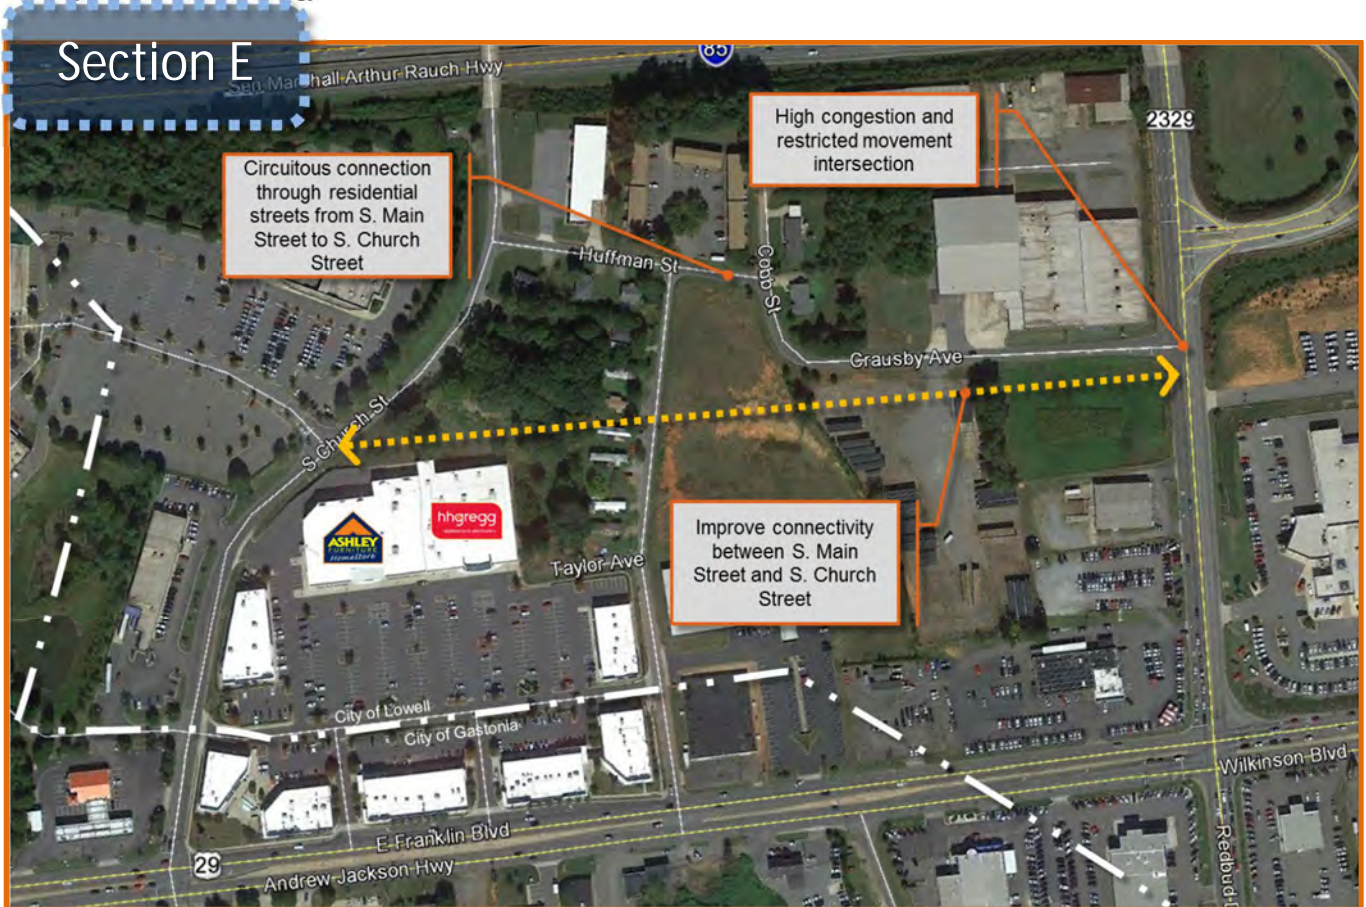 Section E
Sen Marshall Arthur Rauch Hwy
85
2329
High congestion and
restricted movement
intersection
Circuitous connection
through residential
streets from S. Main
Street to S. Church
Street
Huffman St
Cobb St
Crausby Ave
S Church St
ASHLEY
FURNITURE
HomeStore
hhgregg
Improve connectivity
between S. Main
Street and S. Church
Street
Taylor Ave
City of Lowell
City of Gastonia
Wilkinson Blvd
E Franklin Blvd
29
Andrew Jackson Hwy